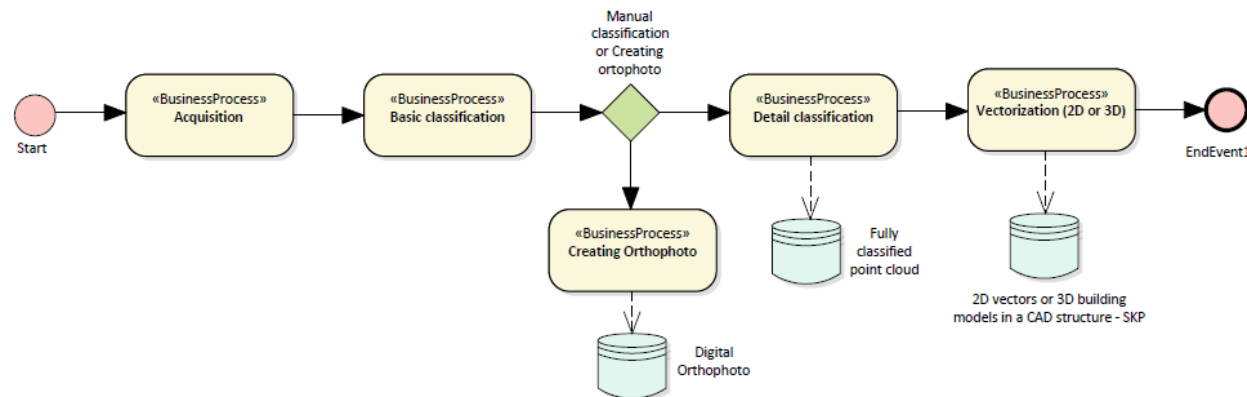 Manual
classification
or Creating
ortophoto
Start
«BusinessProcess»
Acquisition
«BusinessProcess»
Basic classification
«BusinessProcess»
Detail classification
«BusinessProcess»
Vectorization (2D or 3D)
EndEvent1
«BusinessProcess»
Creating Orthophoto
Fully
classified
point cloud
2D vectors or 3D building
models in a CAD structure - SKP
Digital
Orthophoto